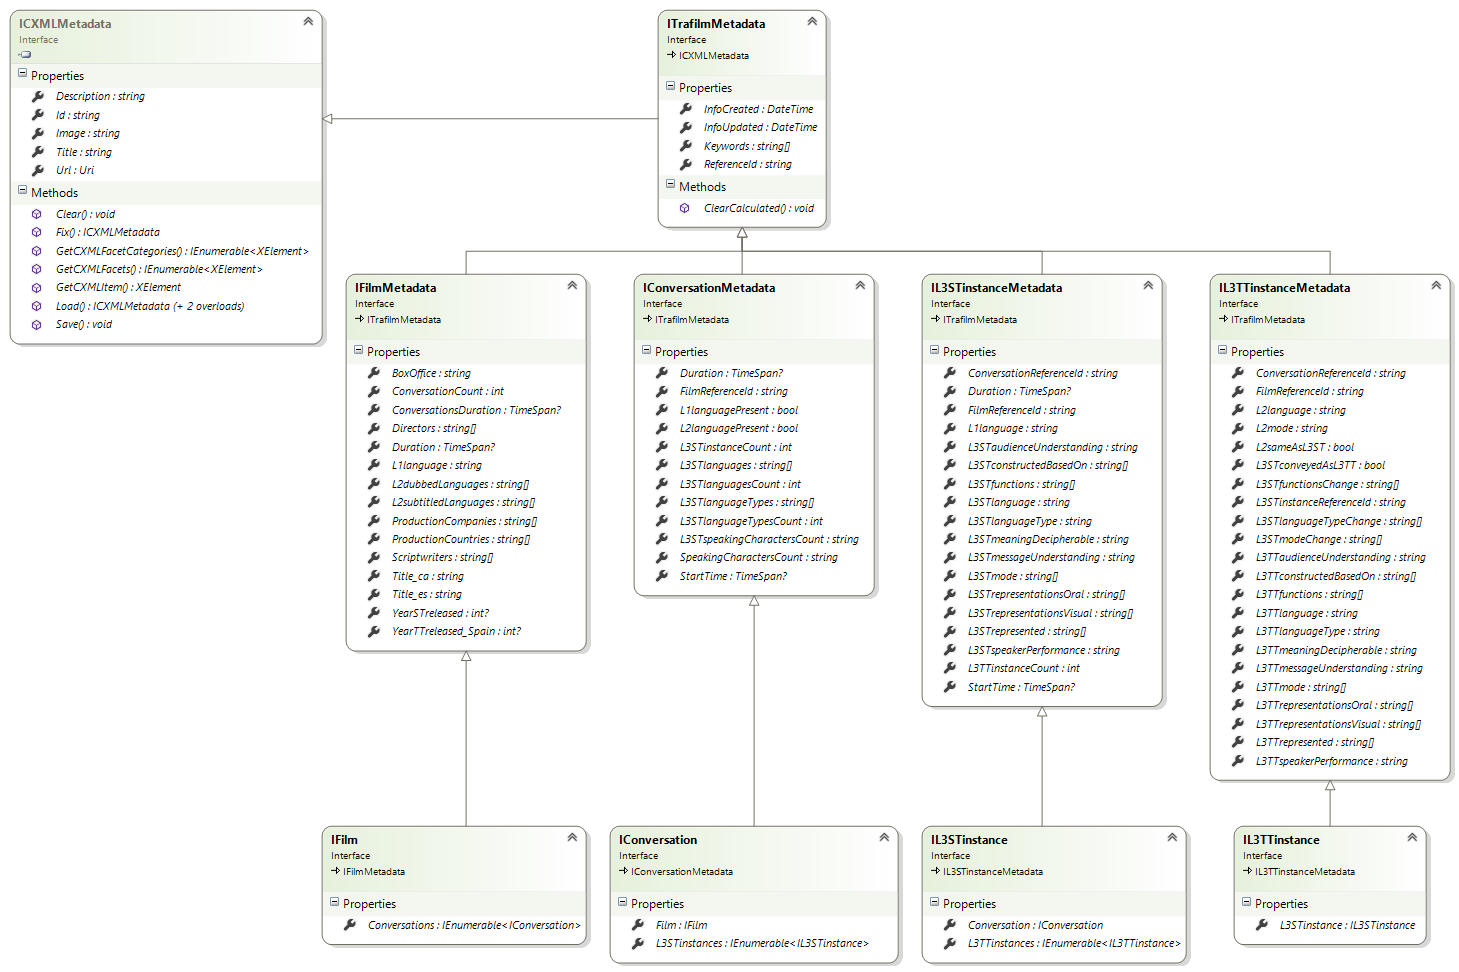 ICXMLMetadata
Interface
Properties
Description : string
Id : string
Image : string
Title : string
Url : Uri
Methods
Clear() : void
Fix() : ICXMLMetadata
GetCXMLFacetCategories() : IEnumerable<XElement>
GetCXMLFacets() : IEnumerable<XElement>
GetCXMLItem() : XElement
Load() : ICXMLMetadata (+ 2 overloads)
Save() : void
ITrafilmMetadata
Interface
ICXMLMetadata
Properties
InfoCreated : DateTime
InfoUpdated : DateTime
Keywords : string[]
ReferenceId : string
Methods
ClearCalculated() : void
IFilmMetadata
Interface
ITrafilmMetadata
Properties
BoxOffice : string
ConversationCount : int
ConversationsDuration : TimeSpan?
Directors : string[]
Duration : TimeSpan?
L1language : string
L2dubbedLanguages : string[]
L2subtitledLanguages : string[]
ProductionCompanies : string[]
ProductionCountries : string[]
Scriptwriters : string[]
Title_ca : string
Title_es : string
YearSTreleased : int?
YearTTreleased_Spain : int?
IConversationMetadata
Interface
ITrafilmMetadata
Properties
Duration : TimeSpan?
FilmReferenceId : string
L1languagePresent : bool
L2languagePresent : bool
L3STinstanceCount : int
L3STlanguages : string[]
L3STlanguagesCount : int
L3STlanguageTypes : string[]
L3STlanguageTypesCount : int
L3STspeakingCharactersCount : string
SpeakingCharactersCount : string
StartTime : TimeSpan?
IL3STinstanceMetadata
Interface
ITrafilmMetadata
Properties
ConversationReferenceId : string
Duration : TimeSpan?
FilmReferenceId : string
L1language : string
L3STaudienceUnderstanding : string
L3STconstructedBasedOn : string[]
L3STfunctions : string[]
L3STlanguage : string
L3STlanguageType : string
L3STmeaningDecipherable : string
L3STmessageUnderstanding : string
L3STmode : string[]
L3STrepresentationsOral : string[]
L3STrepresentationsVisual : string[]
L3STrepresented : string[]
L3STspeakerPerformance : string
L3TTinstanceCount : int
StartTime : TimeSpan?
IL3TTinstanceMetadata
Interface
ITrafilmMetadata
Properties
ConversationReferenceId : string
FilmReferenceId : string
L2language : string
L2mode : string
L2sameAsL3ST : bool
L3STconveyedAsL3TT : bool
L3STfunctionsChange : string[]
L3STinstanceReferenceId : string
L3STlanguageTypeChange : string[]
L3STmodeChange : string[]
L3TTaudienceUnderstanding : string
L3TTconstructedBasedOn : string[]
L3TTfunctions : string[]
L3TTlanguage : string
L3TTlanguageType : string
L3TTmeaningDecipherable : string
L3TTmessageUnderstanding : string
L3TTmode : string[]
L3TTrepresentationsOral : string[]
L3TTrepresentationsVisual : string[]
L3TTrepresented : string[]
L3TTspeakerPerformance : string
IFilm
Interface
IFilmMetadata
Properties
Conversations : IEnumerable<IConversation>
IConversation
Interface
IConversationMetadata
Properties
Film : IFilm
L3STinstances : IEnumerable<IL3STinstance>
IL3STinstance
Interface
IL3STinstanceMetadata
Properties
Conversation : IConversation
L3TTinstances : IEnumerable<IL3TTinstance>
IL3TTinstance
Interface
IL3TTinstanceMetadata
Properties
L3STinstance : IL3STinstance